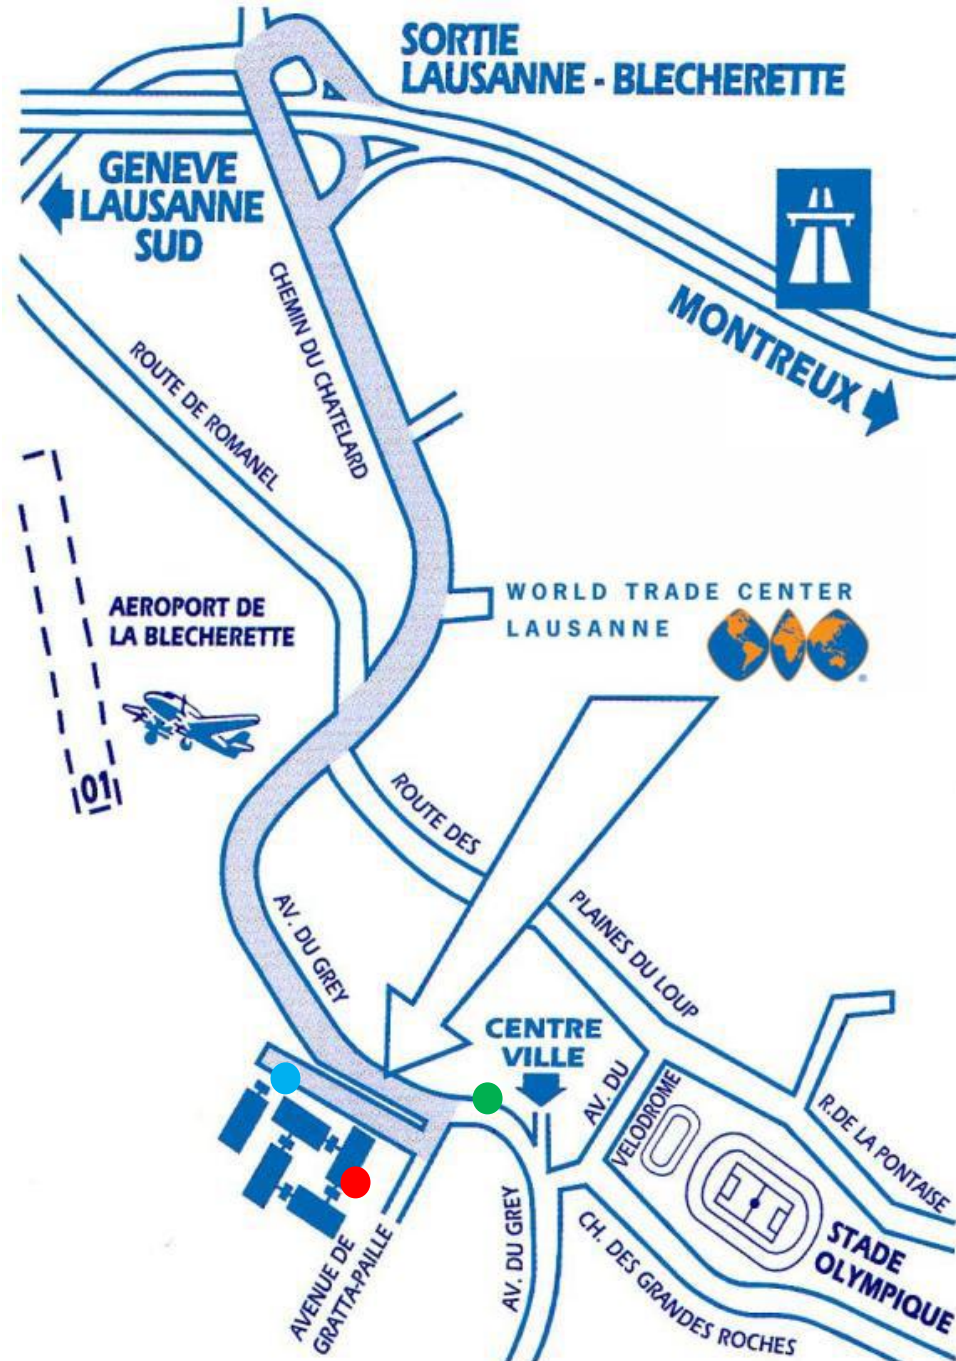 SORTIE
LAUSANNE - BLECHERETTE
GENEVE
LAUSANNE
SUD
MONTREUX
CHEMIN DU CHATELARD
ROUTE DE ROMANEL
AEROPORT DE
LA BLECHERETTE
01
WORLD TRADE CENTER
LAUSANNE
®
ROUTE DES
PLAINES DU LOUP
AV. DU GREY
CENTRE
VILLE
AV. DU
VELODROME
R.DE LA PONTAISE
STADE
OLYMPIQUE
AV. DU GREY
CH. DES GRANDES ROCHES
AVENUE DE
GRATTA-PAILLE